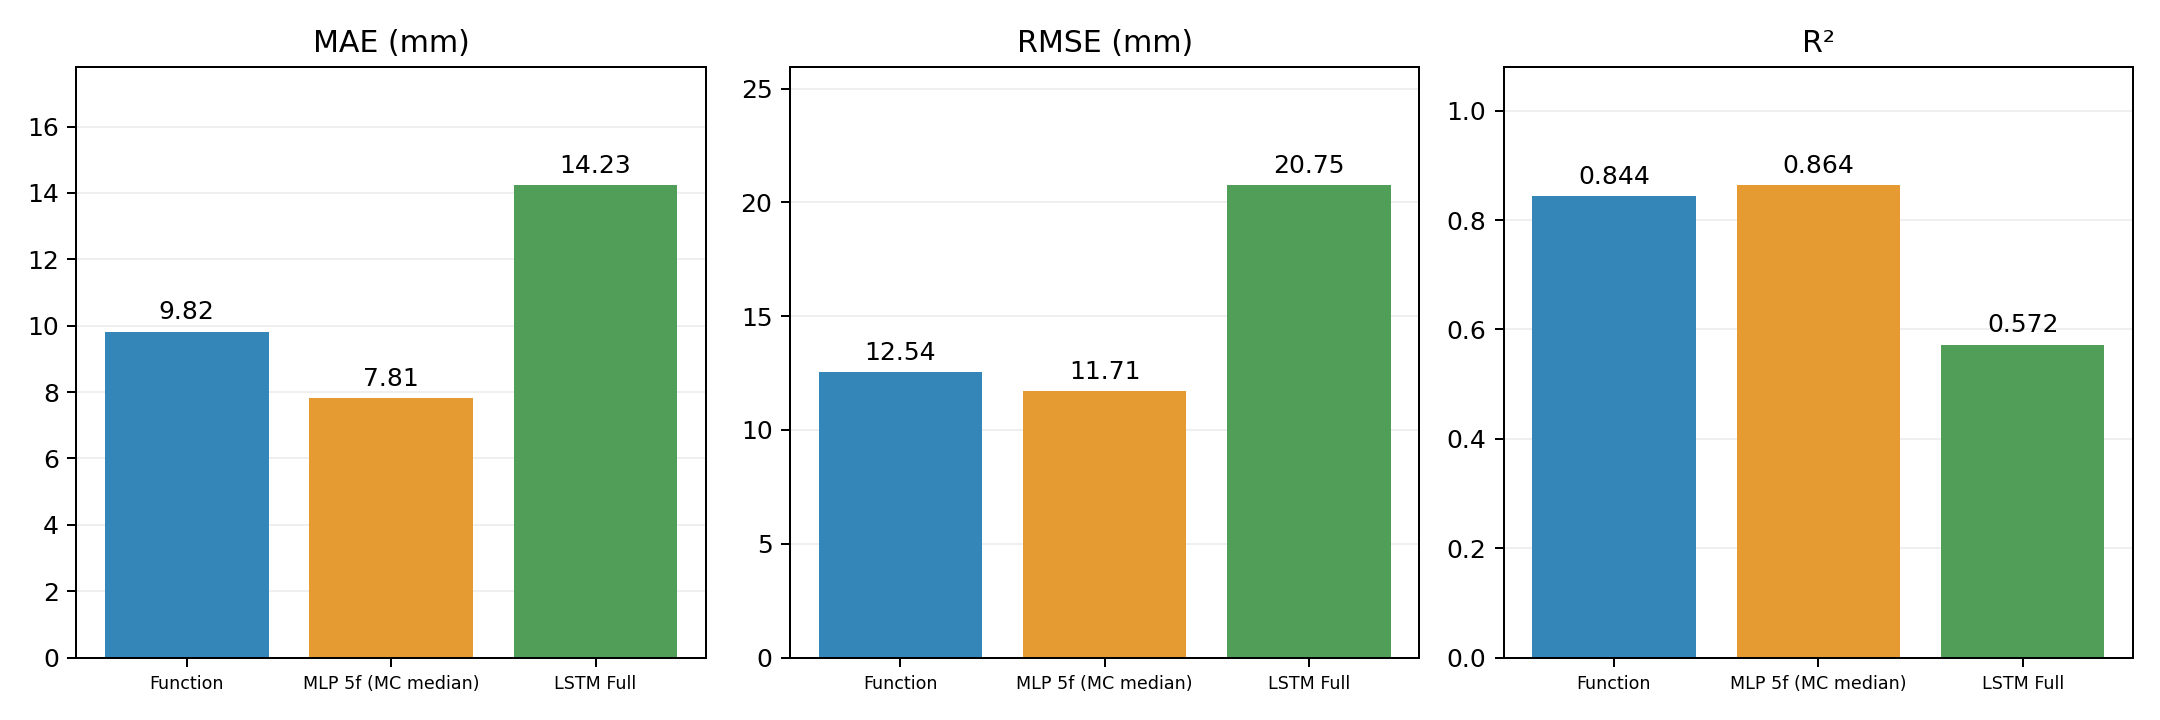 MAE (mm)
16
14
12
10
8
6
4
2
0
9.82
7.81
14.23
Function
MLP 5f (MC median)
LSTM Full
RMSE (mm)
25
20
15
10
5
0
12.54
11.71
20.75
Function
MLP 5f (MC median)
LSTM Full
R²
1.0
0.8
0.6
0.4
0.2
0.0
0.844
0.864
0.572
Function
MLP 5f (MC median)
LSTM Full